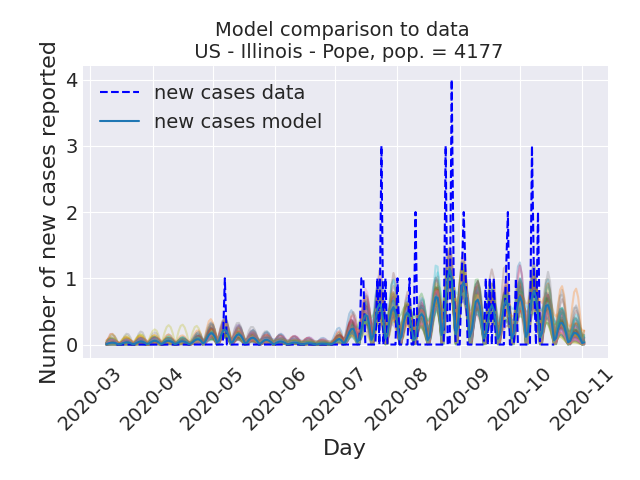 Model comparison to data
US - Illinois - Pope, pop. = 4177
Number of new cases reported
4
3
2
1
0
new cases data
new cases model
2020-03
2020-04
2020-05
2020-06
2020-07
2020-08
2020-09
2020-10
2020-11
Day